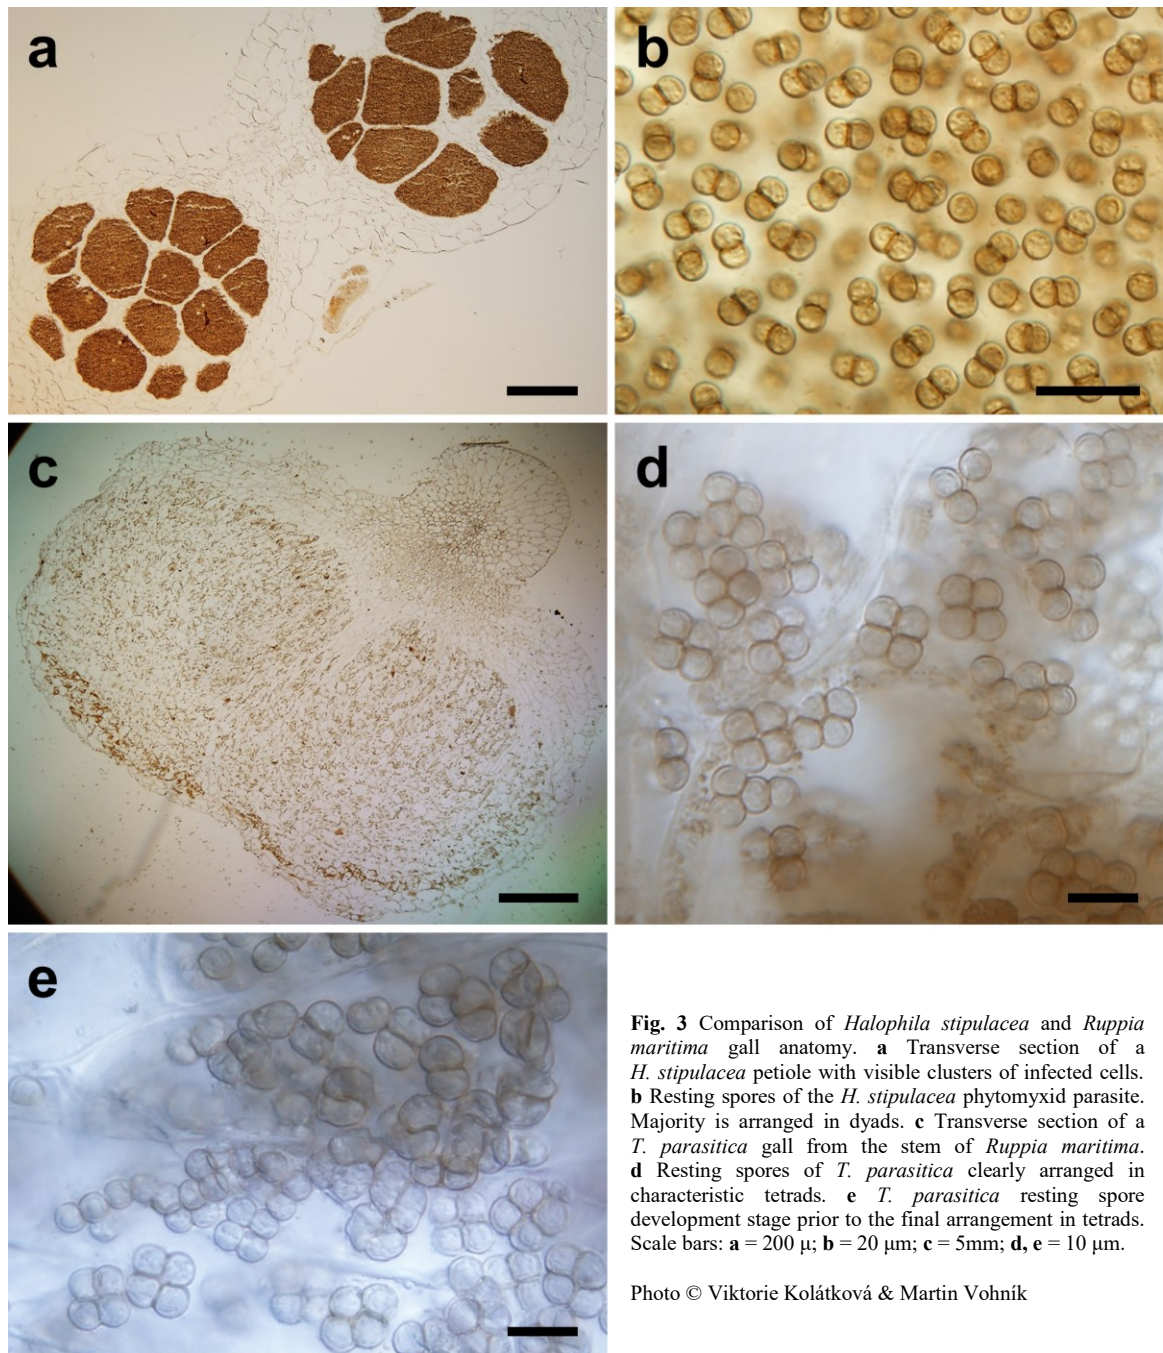 a
b
c
d
e
Fig. 3 Comparison of Halophila stipulacea and Ruppia
maritima gall anatomy. a Transverse section of a
H. stipulacea petiole with visible clusters of infected cells.
b Resting spores of the H. stipulacea phytomyxid parasite.
Majority is arranged in dyads. c Transverse section of a
T. parasitica gall from the stem of Ruppia maritima.
d Resting spores of T. parasitica clearly arranged in
characteristic tetrads. e T. parasitica resting spore
development stage prior to the final arrangement in tetrads.
Scale bars: a = 200 μ; b = 20 μm; c = 5mm; d, e = 10 μm.
Photo © Viktorie Kolátková & Martin Vohník